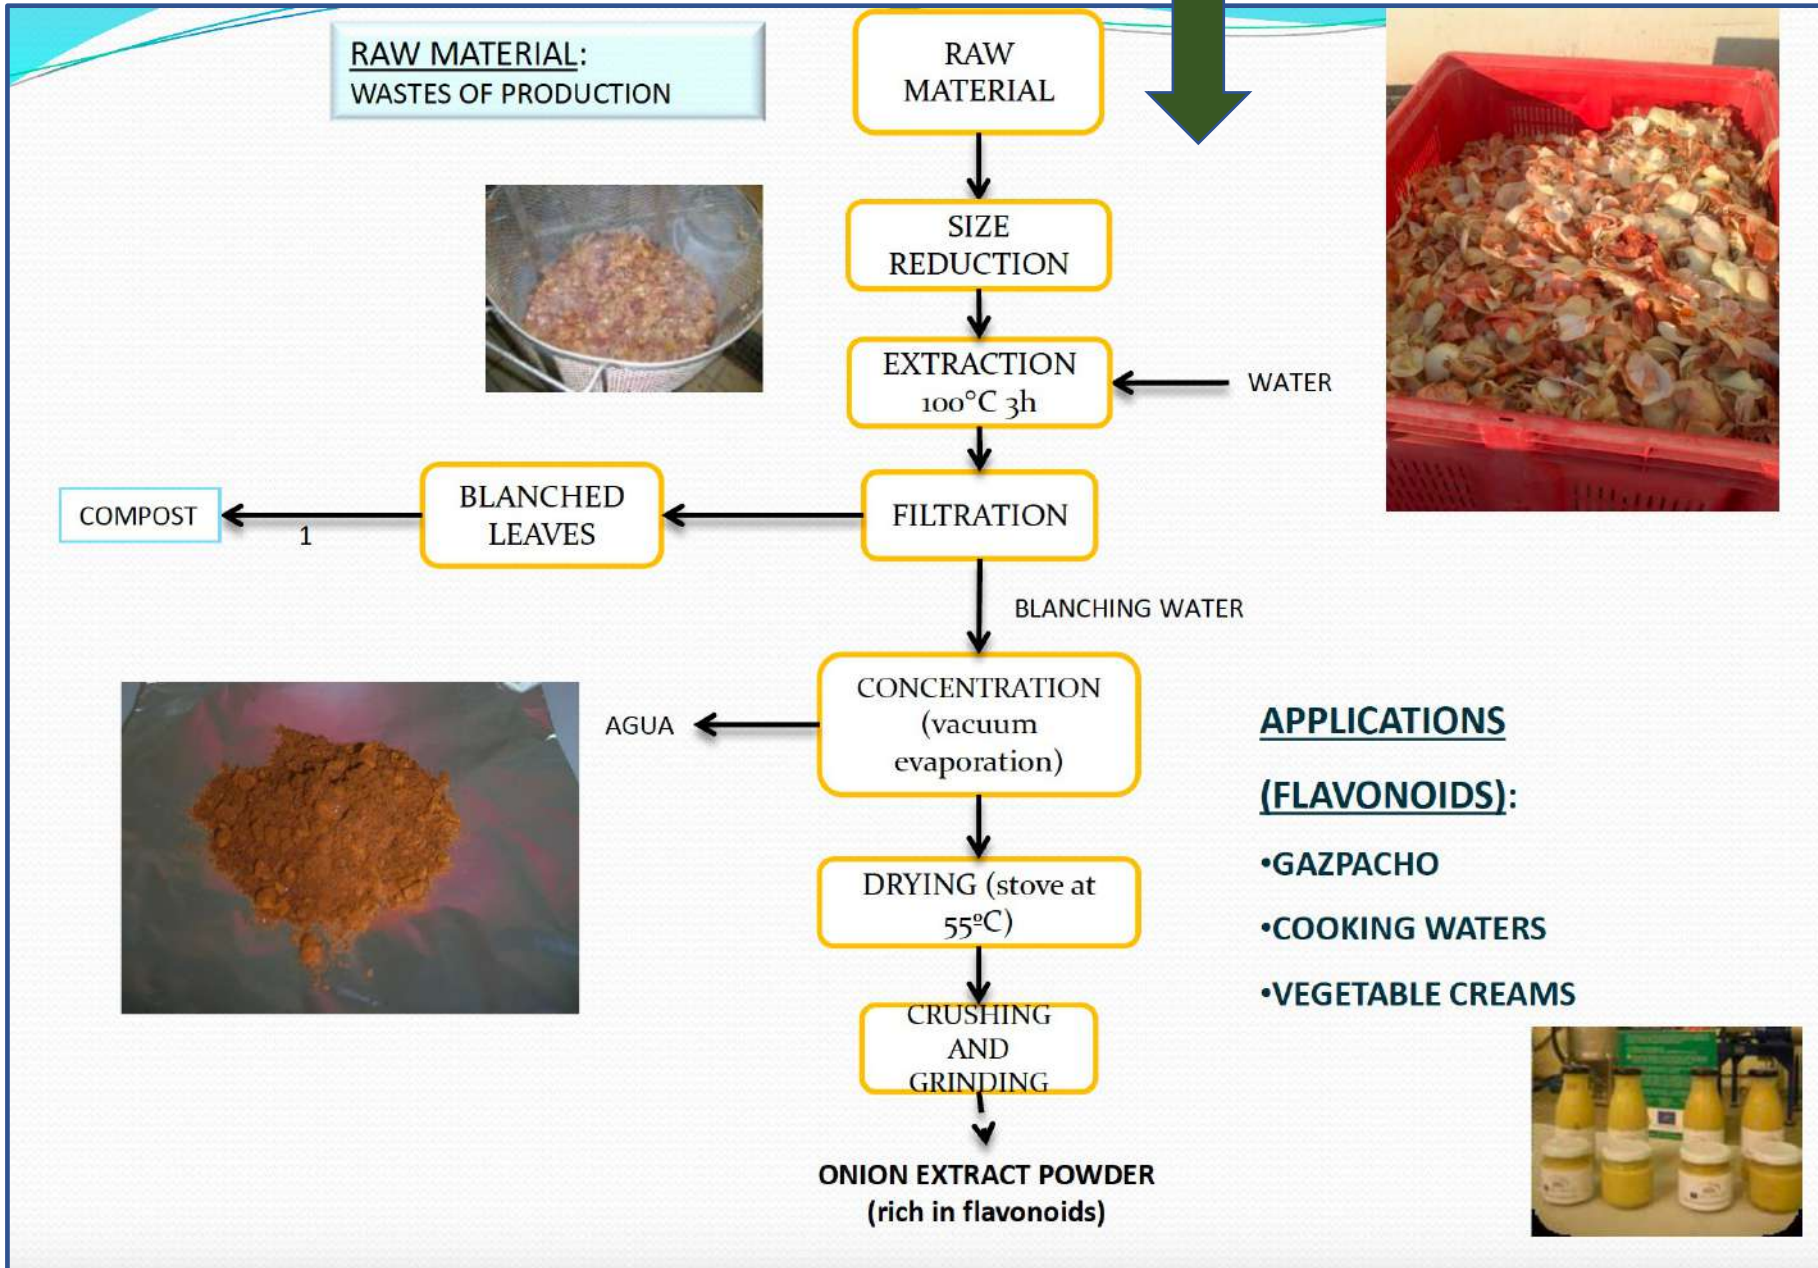 RAW MATERIAL:
WASTES OF PRODUCTION
RAW
MATERIAL
SIZE
REDUCTION
EXTRACTION
100°C 3h
WATER
FILTRATION
BLANCHED
LEAVES
1
COMPOST
BLANCHING WATER
CONCENTRATION
(vacuum
evaporation)
AGUA
DRYING (stove at
55ºC)
CRUSHING
AND
GRINDING
ONION EXTRACT POWDER
(rich in flavonoids)
APPLICATIONS
(FLAVONOIDS):
•GAZPACHO
•COOKING WATERS
•VEGETABLE CREAMS